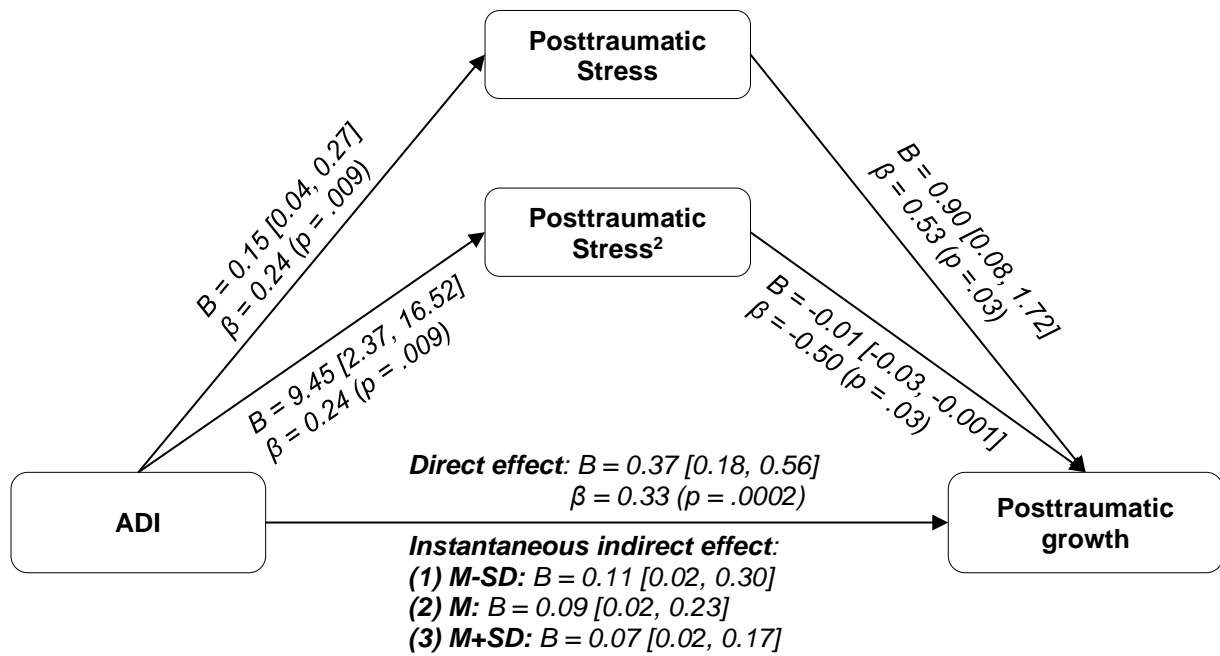 Posttraumatic
Stress
B = 0.15 [0.04, 0.27]
β = 0.24 (p = .009)
B = 0.90 [0.08, 1.72]
β = 0.53 (p =.03)
Posttraumatic
Stress²
B = 9.45 [2.37, 16.52]
β = 0.24 (p = .009)
B = -0.01 [-0.03, -0.001]
β = -0.50 (p = .03)
ADI
Direct effect: B = 0.37 [0.18, 0.56]
β = 0.33 (p = .0002)
Posttraumatic
growth
Instantaneous indirect effect:
(1) M-SD: B = 0.11 [0.02, 0.30]
(2) M: B = 0.09 [0.02, 0.23]
(3) M+SD: B = 0.07 [0.02, 0.17]